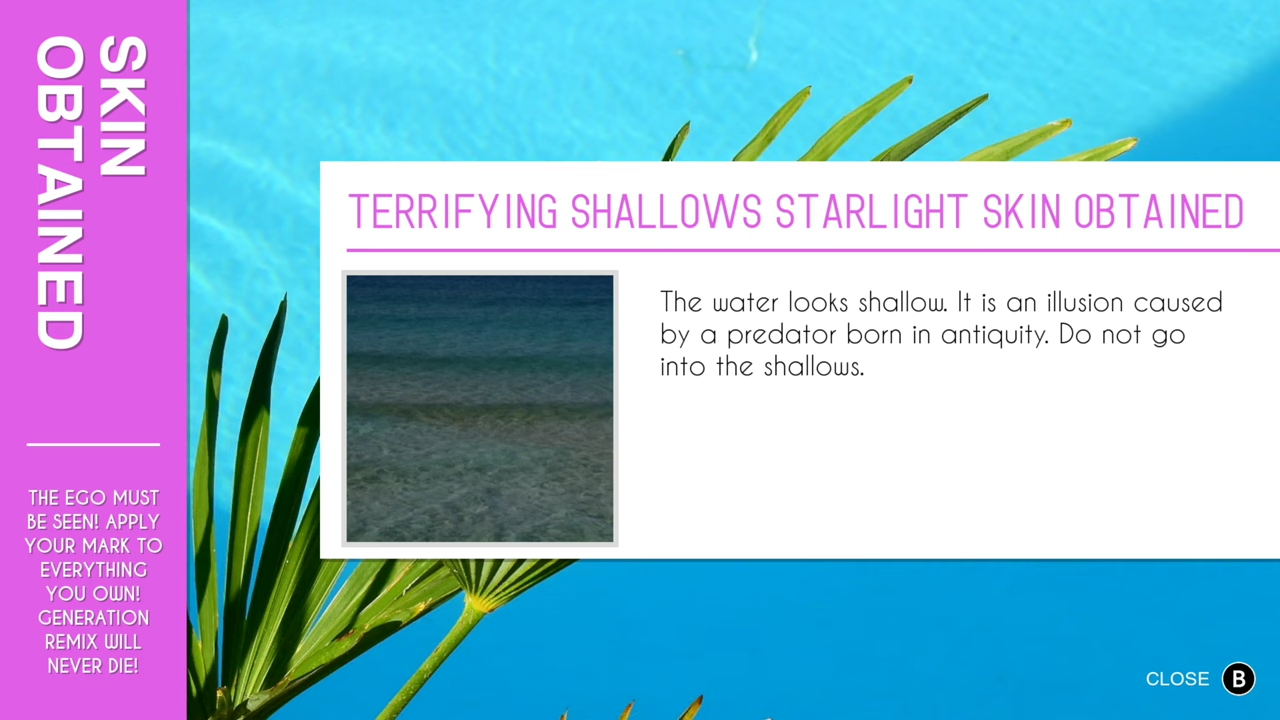 SKIN
OBTAINED
THE EGO MUST
BE SEEN! APPLY
YOUR MARK TO
EVERYTHING
YOU OWN!
GENERATION
REMIX WILL
NEVER DIE!
TERRIFYING SHALLOWS STARLIGHT SKIN OBTAINED
The water looks shallow. It is an illusion caused
by a predator born in antiquity. Do not go
into the shallows.
CLOSE B